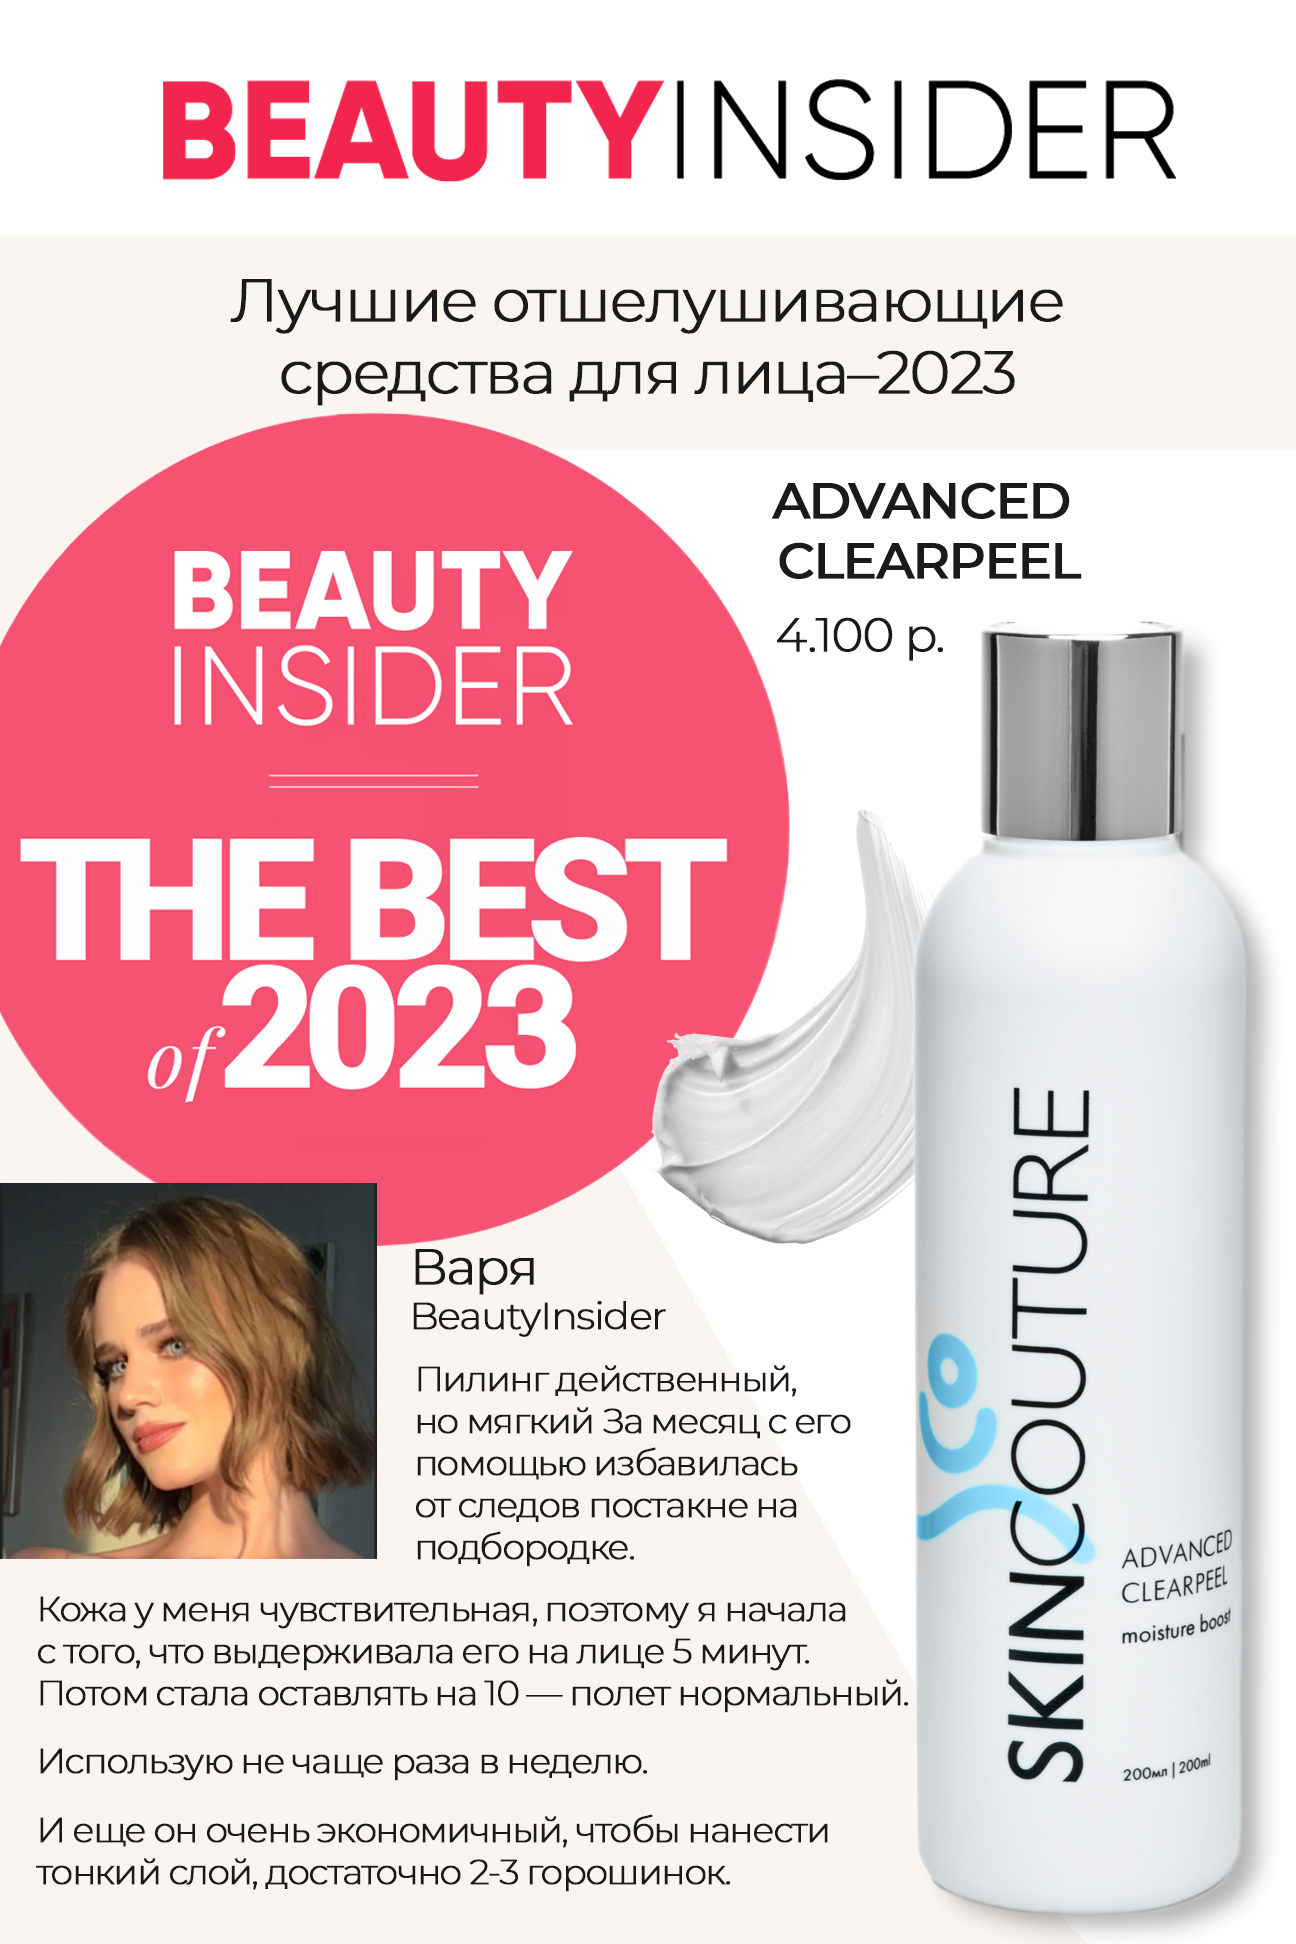 BEAUTYINSIDER
Лучшие отшелушивающие
средства для лица–2023
ADVANCED
CLEARPEEL
4.100 р.
BEAUTY
INSIDER
THE BEST
of 2023
Варя
BeautyInsider
Пилинг действенный,
но мягкий За месяц с его
помощью избавилась
от следов постакне на
подбородке.
Кожа у меня чувствительная, поэтому я начала
с того, что выдерживала его на лице 5 минут.
Потом стала оставлять на 10 — полет нормальный.
Использую не чаще раза в неделю.
И еще он очень экономичный, чтобы нанести
тонкий слой, достаточно 2-3 горошинок.
SKINCOUTURE
ADVANCED
CLEARPEEL
moisture boost
200мл | 200ml